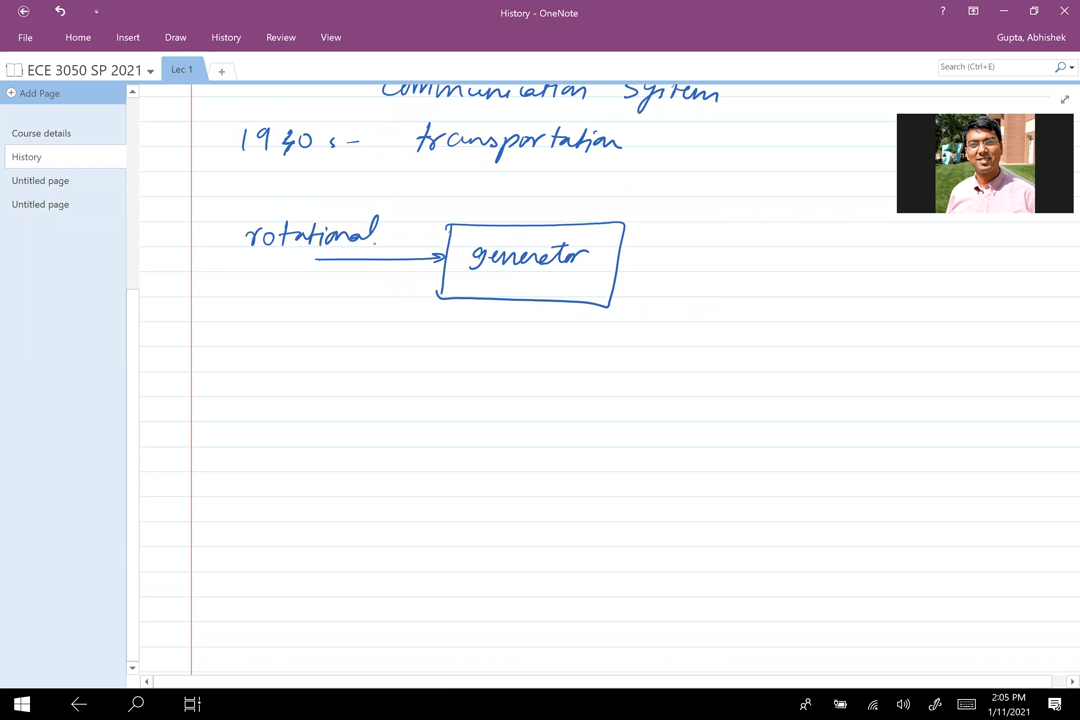 History - OneNote
?
File Home Insert Draw History Review View
Gupta, Abhishek
ECE 3050 SP 2021
Lec 1
+
Search (Ctrl+E)
Add Page
Course details
History
Untitled page
Untitled page
communication system
1940s - transportation
rotational
generator
2:05 PM
1/11/2021